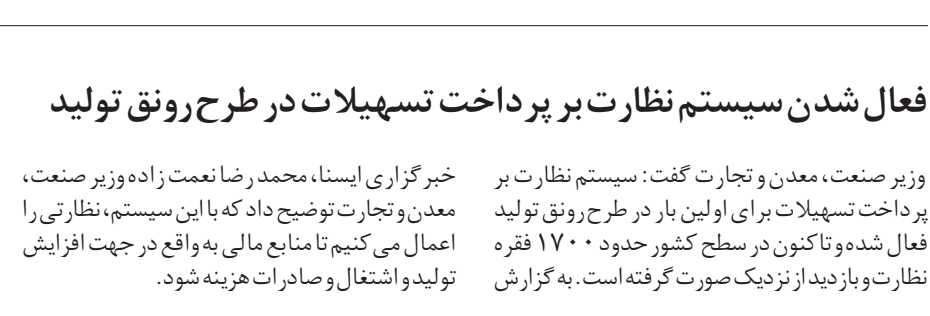 فعال شدن سیستم نظارت بر پرداخت تسهیلات در طرح رونق تولید
وزیر صنعت، معدن و تجارت گفت: سیستم نظارت بر
پرداخت تسهیلات برای اولین بار در طرح رونق تولید
فعال شده و تاکنون در سطح کشور حدود ۱۷۰۰ فقره
نظارت و بازدید از نزدیک صورت گرفته است. به گزارش
خبرگزاری ایسنا، محمدرضا نعمت زاده وزیر صنعت،
معدن و تجارت توضیح داد که با این سیستم، نظارتی را
اعمال می کنیم تا منابع مالی به واقع در جهت افزایش
تولید و اشتغال و صادرات هزینه شود.